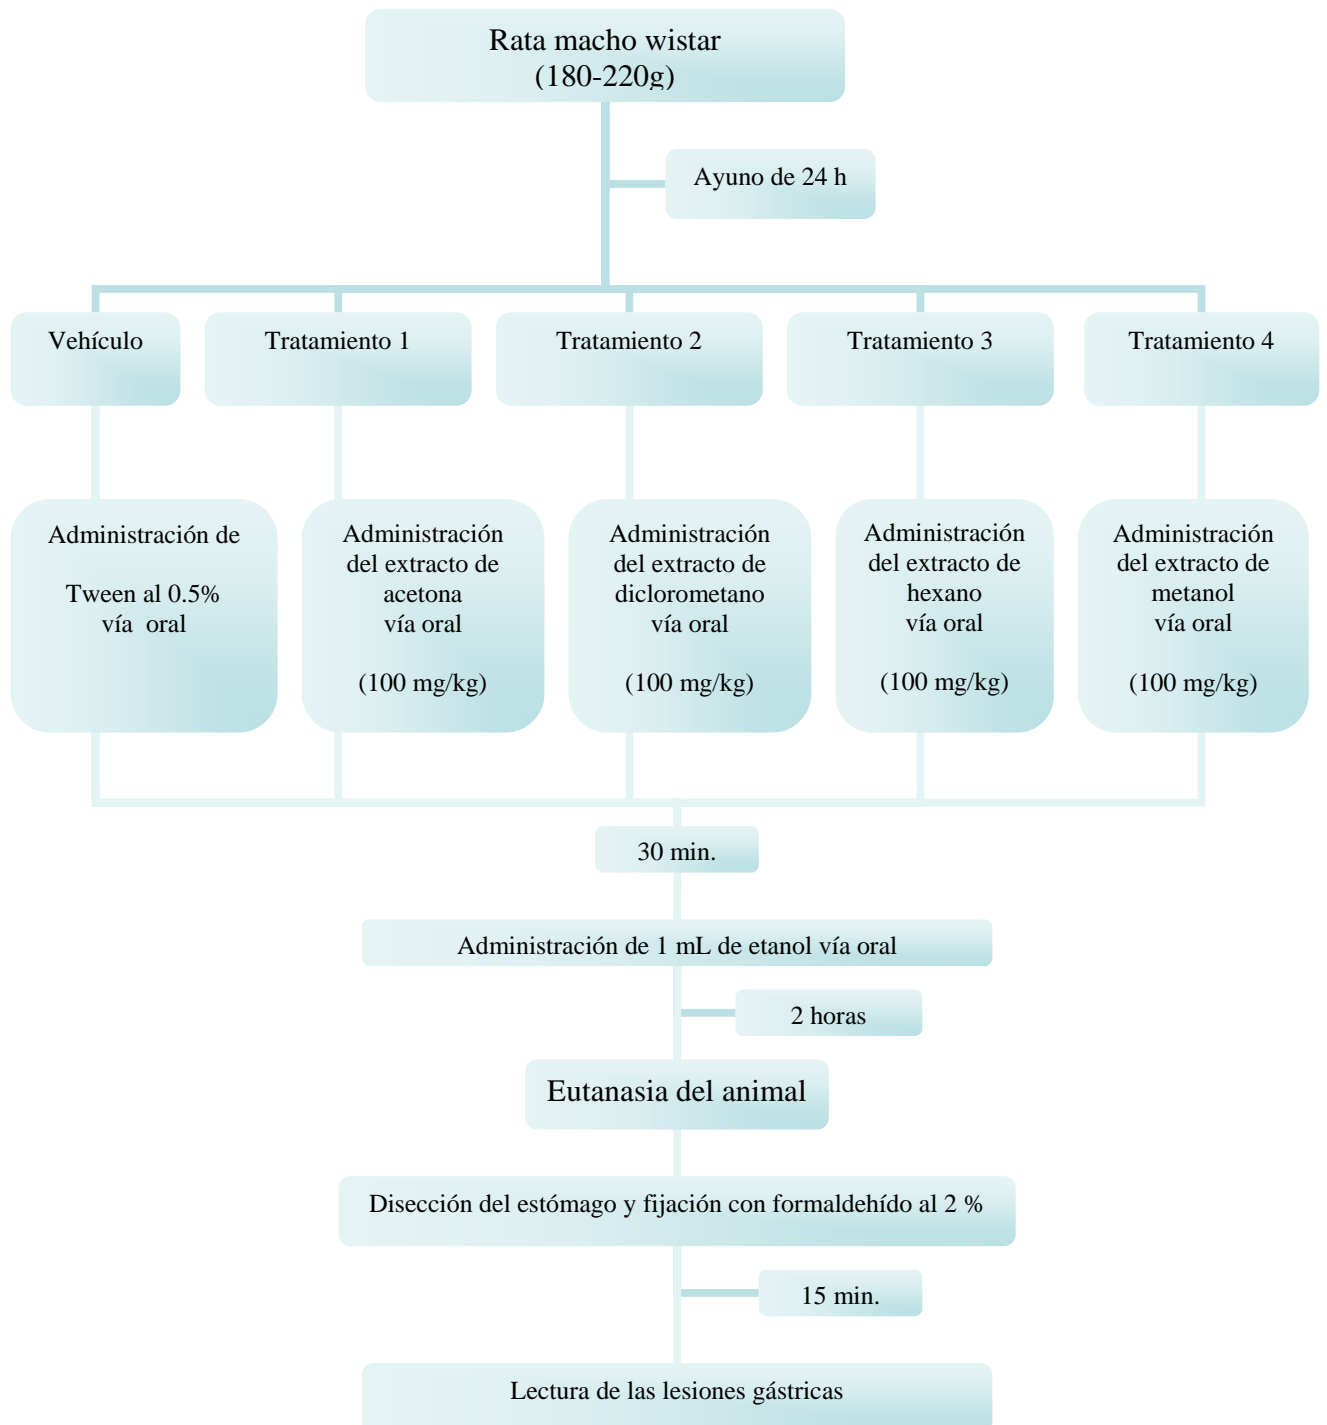 Rata macho wistar
(180-220g)
Ayuno de 24 h
Vehículo
Tratamiento 1
Tratamiento 2
Tratamiento 3
Tratamiento 4
Administración de
Tween al 0.5%
vía oral
Administración
del extracto de
acetona
vía oral
(100 mg/kg)
Administración
del extracto de
diclorometano
vía oral
(100 mg/kg)
Administración
del extracto de
hexano
vía oral
(100 mg/kg)
Administración
del extracto de
metanol
vía oral
(100 mg/kg)
30 min.
Administración de 1 mL de etanol vía oral
2 horas
Eutanasia del animal
Disección del estómago y fijación con formaldehído al 2 %
15 min.
Lectura de las lesiones gástricas